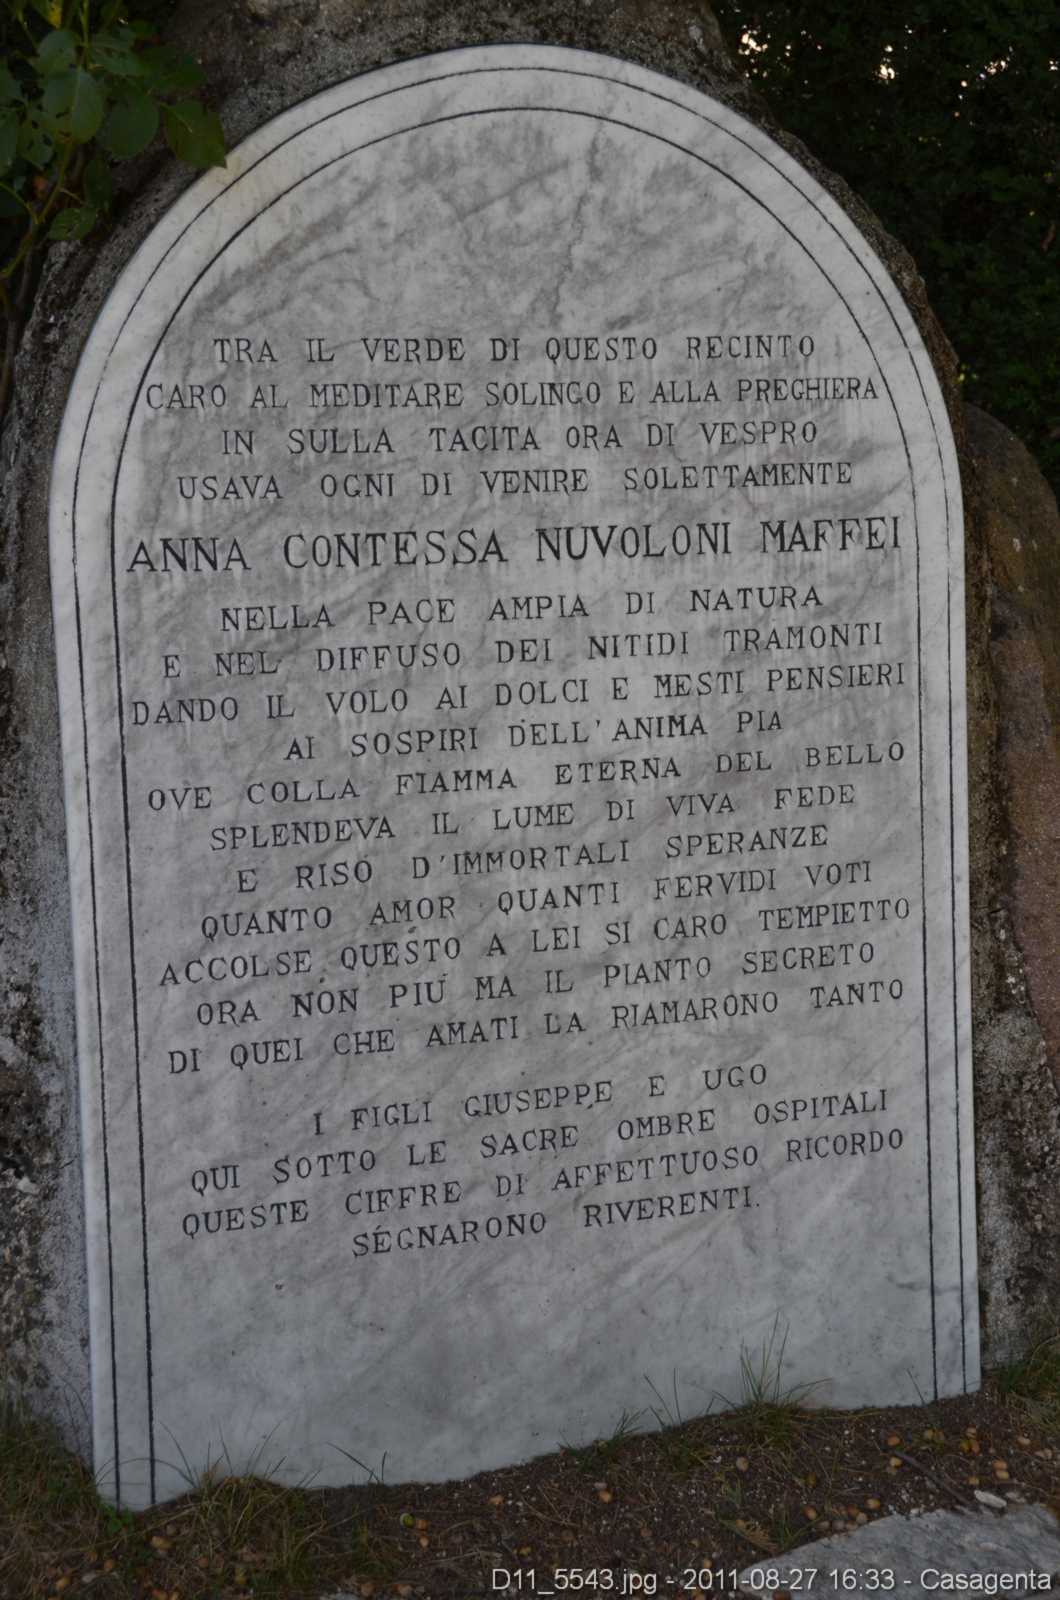 TRA IL VERDE DI QUESTO RECINTO
CARO AL MEDITARE SOLINGO E ALLA PREGHIERA
IN SULLA TACITA ORA DI VESPRO
USAVA OGNI DI VENIRE SOLETTAMENTE
ANNA CONTESSA NUVOLONI MAFFEI
NELLA PACE AMPIA DI NATURA
E NEL DIFFUSO DEI NITIDI TRAMONTI
DANDO IL VOLO AI DOLCI E MESTI PENSIERI
AI SOSPIRI DELL'ANIMA PIA
OVE COLLA FIAMMA ETERNA DEL BELLO
SPLENDEVA IL LUME DI VIVA FEDE
E RISO D'IMMORTALI SPERANZE
QUANTO AMOR QUANTI FERVIDI VOTI
ACCOLSE QUESTO A LEI SI CARO TEMPIETTO
ORA NON PIÚ MA IL PIANTO SECRETO
DI QUEI CHE AMATI LA RIAMARONO TANTO
I FIGLI GIUSEPPE E UGO
QUI SOTTO LE SACRE OMBRE OSPITALI
QUESTE CIFFRE DI AFFETTUOSO RICORDO
SEGNARONO RIVERENTI.
D11_5543.jpg - 2011-08-27 16:33 - Casagenta